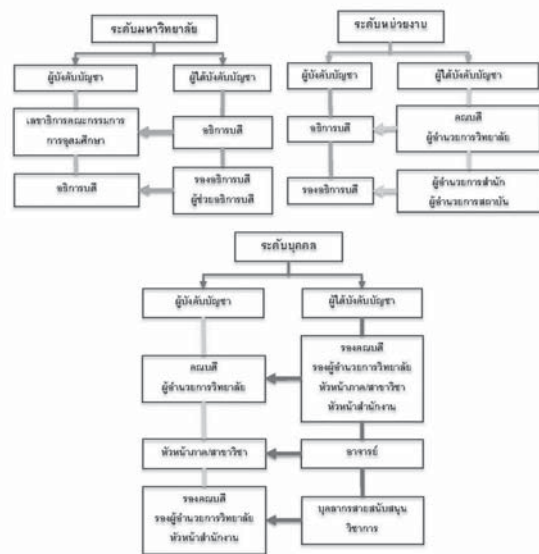 ระดับมหาวิทยาลัย
ผู้บังคับบัญชา
ผู้ใต้บังคับบัญชา
เลขาธิการคณะกรรมการ
การอุดมศึกษา
อธิการบดี
อธิการบดี
รองอธิการบดี
ผู้ช่วยอธิการบดี
ระดับหน่วยงาน
ผู้บังคับบัญชา
ผู้ใต้บังคับบัญชา
อธิการบดี
คณบดี
ผู้อำนวยการวิทยาลัย
รองอธิการบดี
ผู้อำนวยการสำนัก
ผู้อำนวยการสถาบัน
ระดับบุคคล
ผู้บังคับบัญชา
ผู้ใต้บังคับบัญชา
คณบดี
ผู้อำนวยการวิทยาลัย
รองคณบดี
รองผู้อำนวยการวิทยาลัย
หัวหน้าภาค/สาขาวิชา
หัวหน้าสำนักงาน
หัวหน้าภาค/สาขาวิชา
อาจารย์
รองคณบดี
รองผู้อำนวยการวิทยาลัย
หัวหน้าสำนักงาน
บุคลากรสายสนับสนุน
วิชาการ